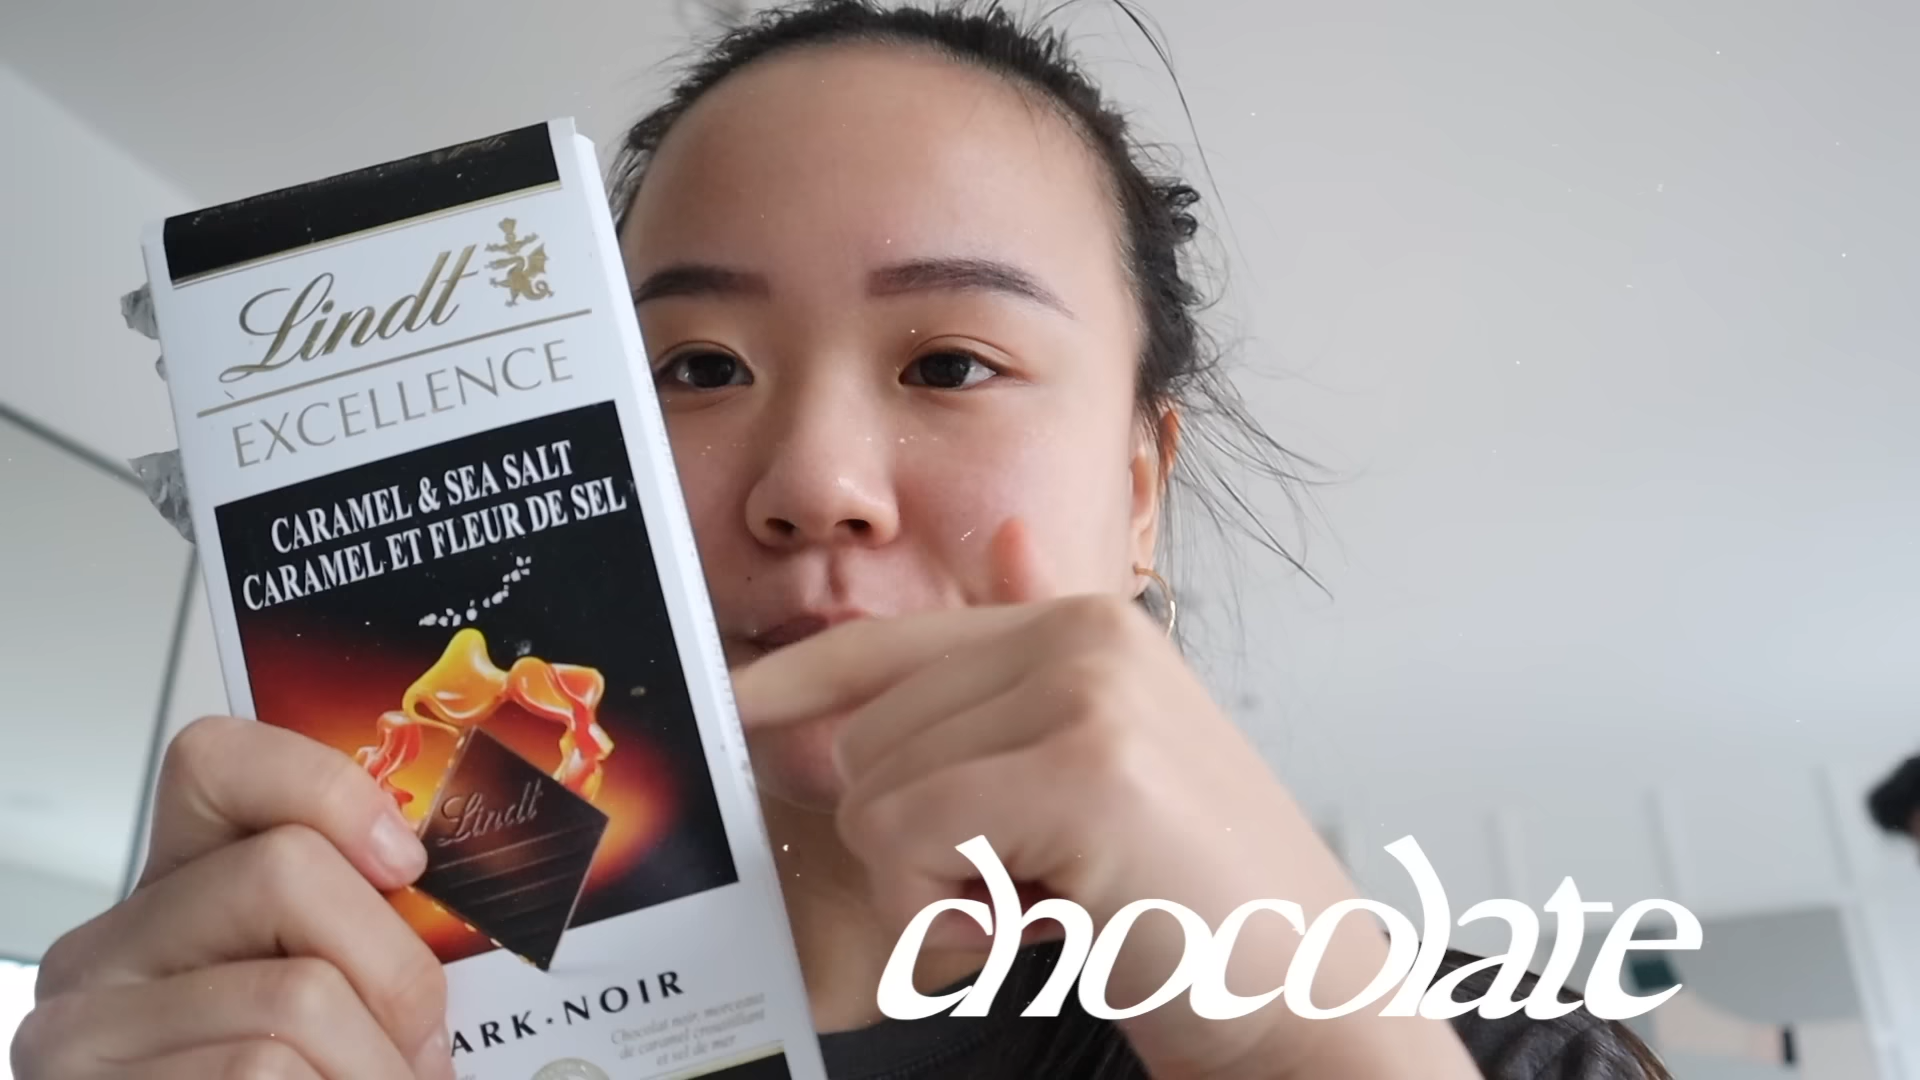 Lindt
EXCELLENCE
CARAMEL & SEA SALT
CARAMEL ET FLEUR DE SEL
Lindt
ARK·NOIR
Chocolat noir, morceaux
de caramel croustillant
et sel de mer
chocolate